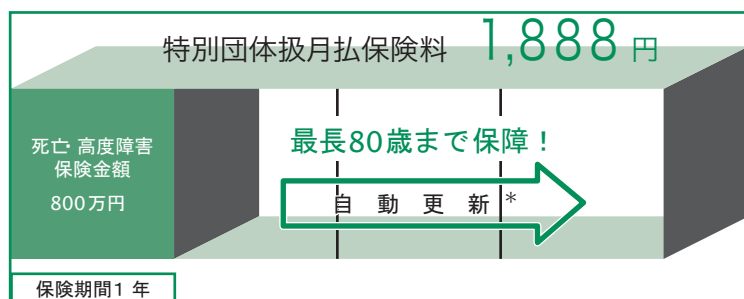 特別団体扱月払保険料 1,888 円
死亡・高度障害
保険金額
800万円
最長80歳まで保障！
自動更新*
保険期間1年